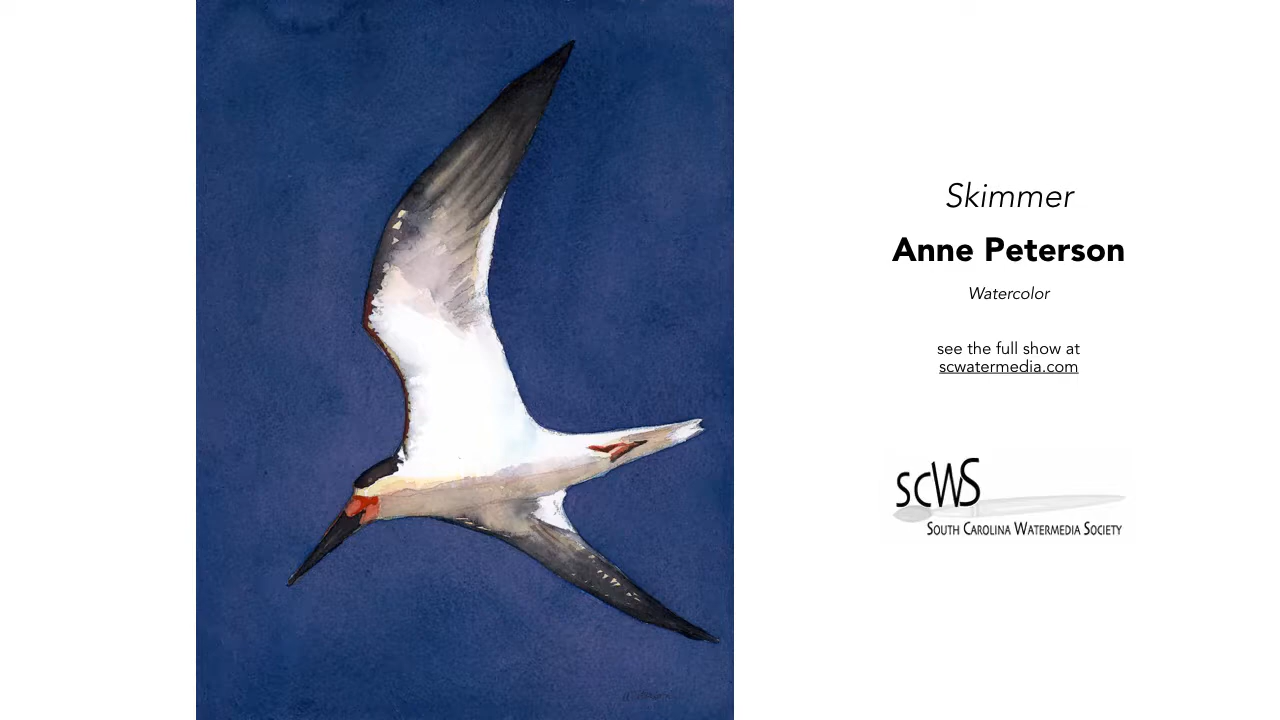 Skimmer
Anne Peterson
Watercolor
see the full show at
scwatermedia.com
scWS
South Carolina Watermedia Society